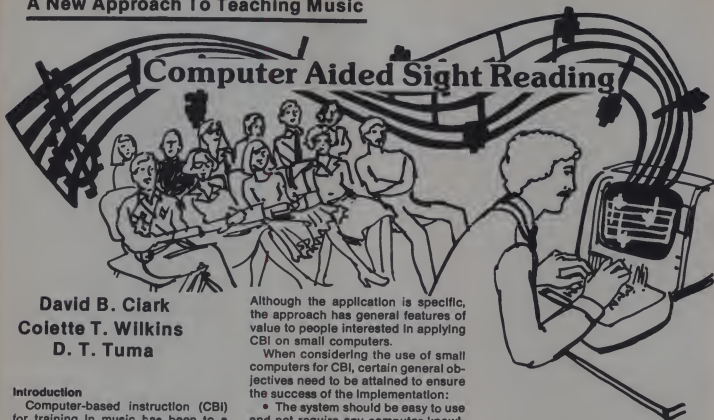 A New Approach To Teaching Music
Computer Aided Sight Reading
David B. Clark
Colette T. Wilkins
D. T. Tuma
Introduction
Computer-based instruction (CBI)
for training in music has been to a
Although the application is specific,
the approach has general features of
value to people interested in applying
CBI on small computers.
When considering the use of small
computers for CBI, certain general ob-
jectives need to be attained to ensure
the success of the implementation:
• The system should be easy to use
and not require any computer knowl-